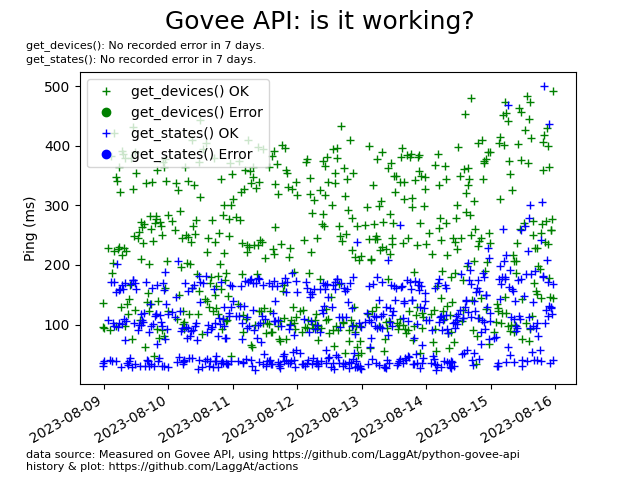 Govee API: is it working?
get_devices(): No recorded error in 7 days.
get_states(): No recorded error in 7 days.
500
400
300
200
100
Ping (ms)
get_devices() OK
get_devices() Error
get_states() OK
get_states() Error
2023-08-09
2023-08-10
2023-08-11
2023-08-12
2023-08-13
2023-08-14
2023-08-15
2023-08-16
data source: Measured on Govee API, using https://github.com/LaggAt/python-govee-api
history & plot: https://github.com/LaggAt/actions